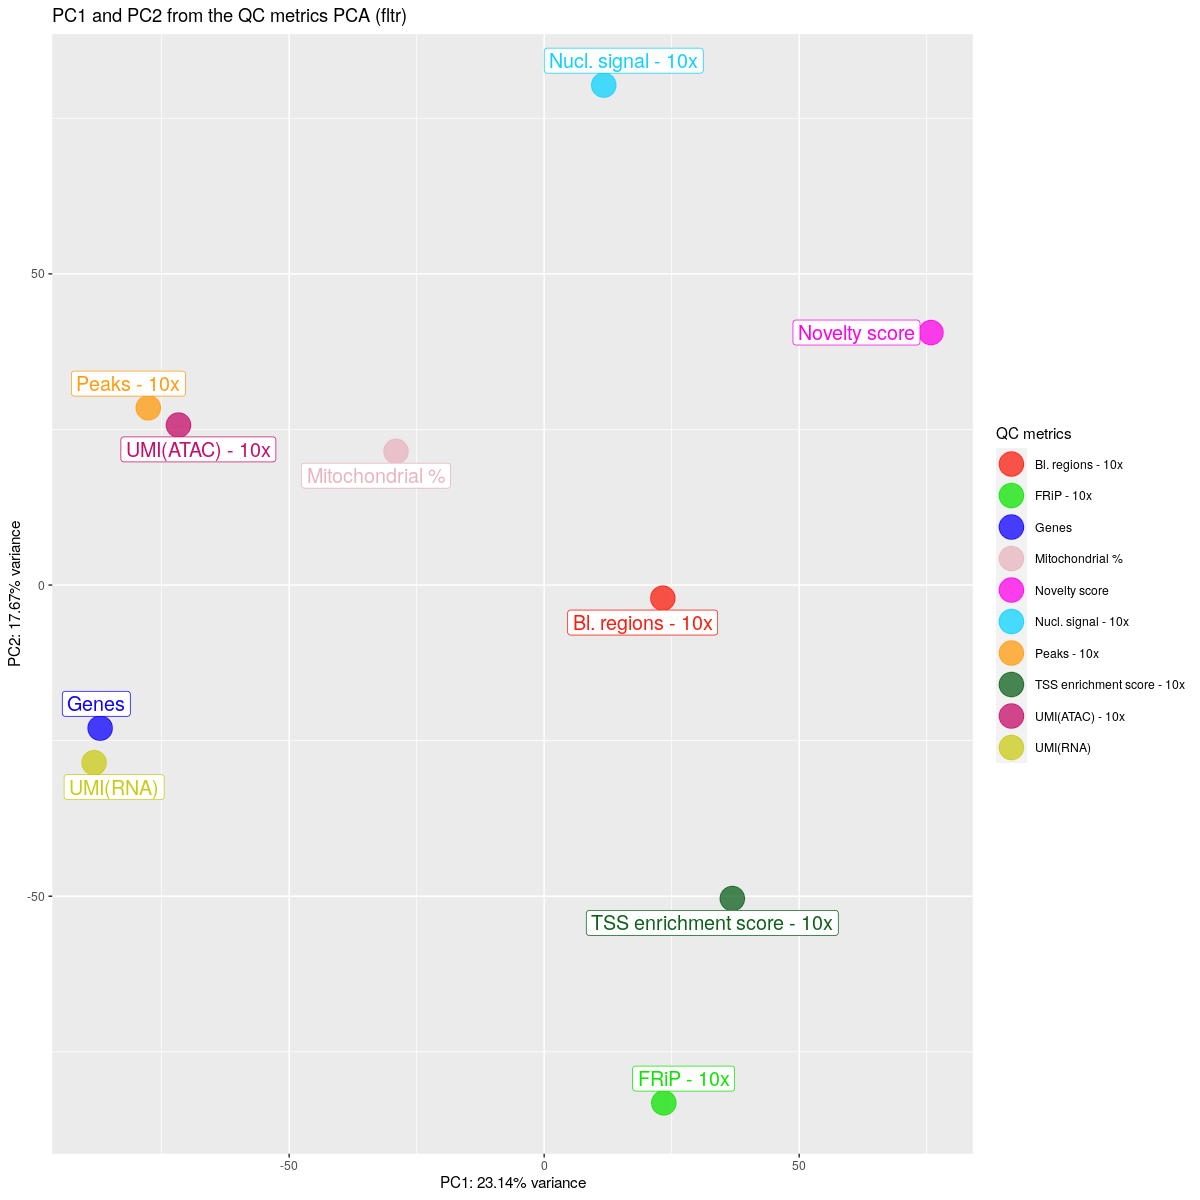 PC1 and PC2 from the QC metrics PCA (fltr)
Nucl. signal - 10x
50
Novelty score
Peaks - 10x
UMI(ATAC) - 10x
Mitochondrial %
0
Bl. regions - 10x
Genes
UMI(RNA)
-50
TSS enrichment score - 10x
FRiP - 10x
-50
0
50
PC1: 23.14% variance
PC2: 17.67% variance
QC metrics
Bl. regions - 10x
FRiP - 10x
Genes
Mitochondrial %
Novelty score
Nucl. signal - 10x
Peaks - 10x
TSS enrichment score - 10x
UMI(ATAC) - 10x
UMI(RNA)